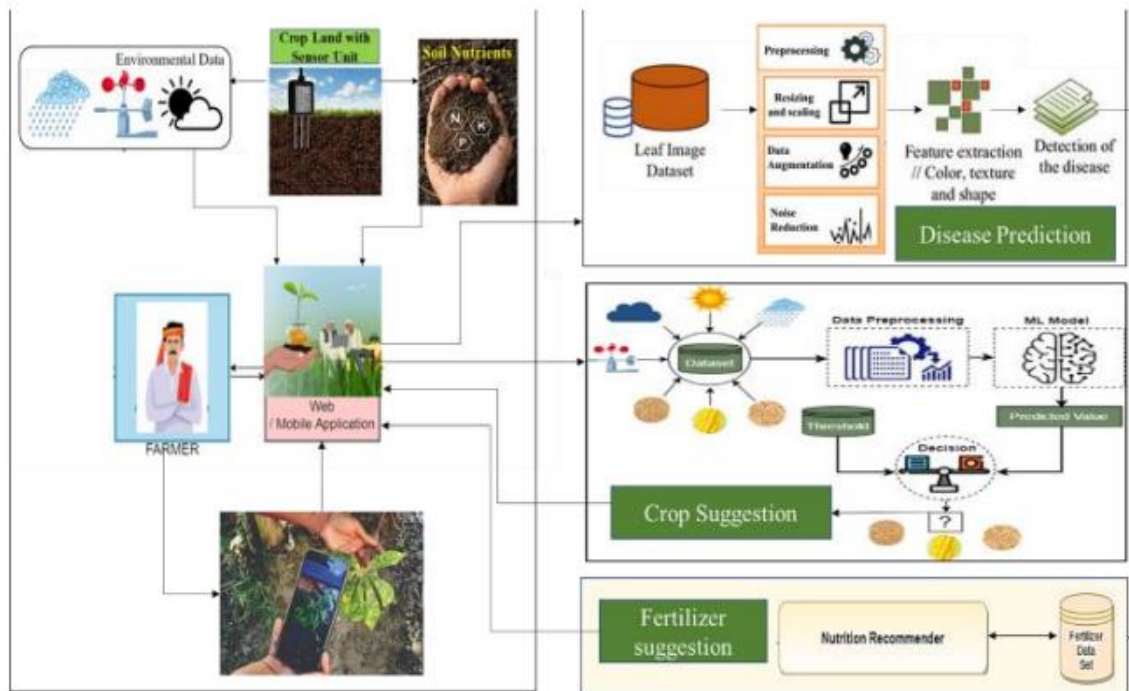 Environmental Data
Crop Land with
Sensor Unit
Soil Nutrients
N
K
P
FARMER
Web
/ Mobile Application
Leaf Image
Dataset
Preprocessing
Resizing
and scaling
Data
Augmentation
Noise
Reduction
Feature extraction
// Color, texture
and shape
Detection of
the disease
Disease Prediction
Dataset
Data Preprocessing
ML Model
Threshold
Predicted Value
Decision
?
Crop Suggestion
Fertilizer
suggestion
Nutrition Recommender
Fertilizer
Data
Set